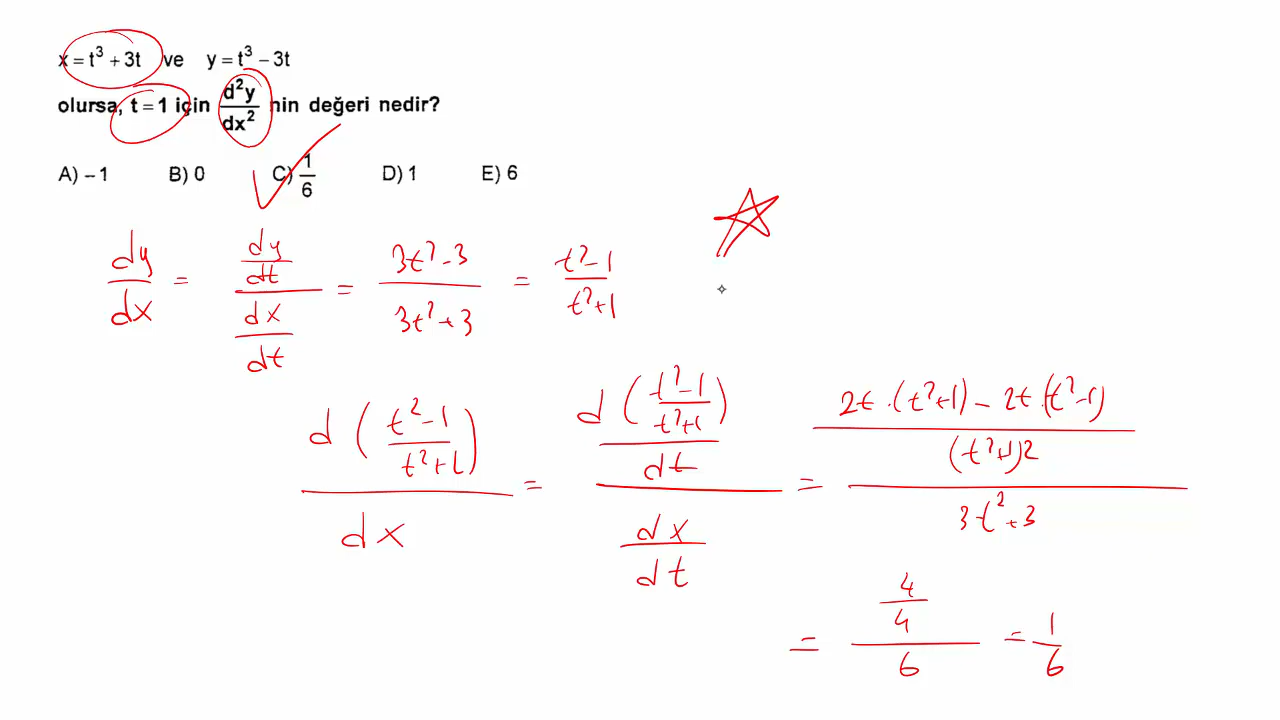 x = t³ + 3t ve y = t³ − 3t
olursa, t = 1 için d²y/dx² nin değeri nedir?
A) − 1 B) 0 C) 1/6 D) 1 E) 6
dy/dx = (dy/dt)/(dx/dt) = (3t² - 3)/(3t² + 3) = (t² - 1)/(t² + 1)
d((t² - 1)/(t² + 1))/dx = (d((t² - 1)/(t² + 1))/dt)/(dx/dt) = ((2t · (t² + 1) - 2t · (t² - 1))/(t² + 1)²)/(3t² + 3)
= (4/4)/6 = 1/6